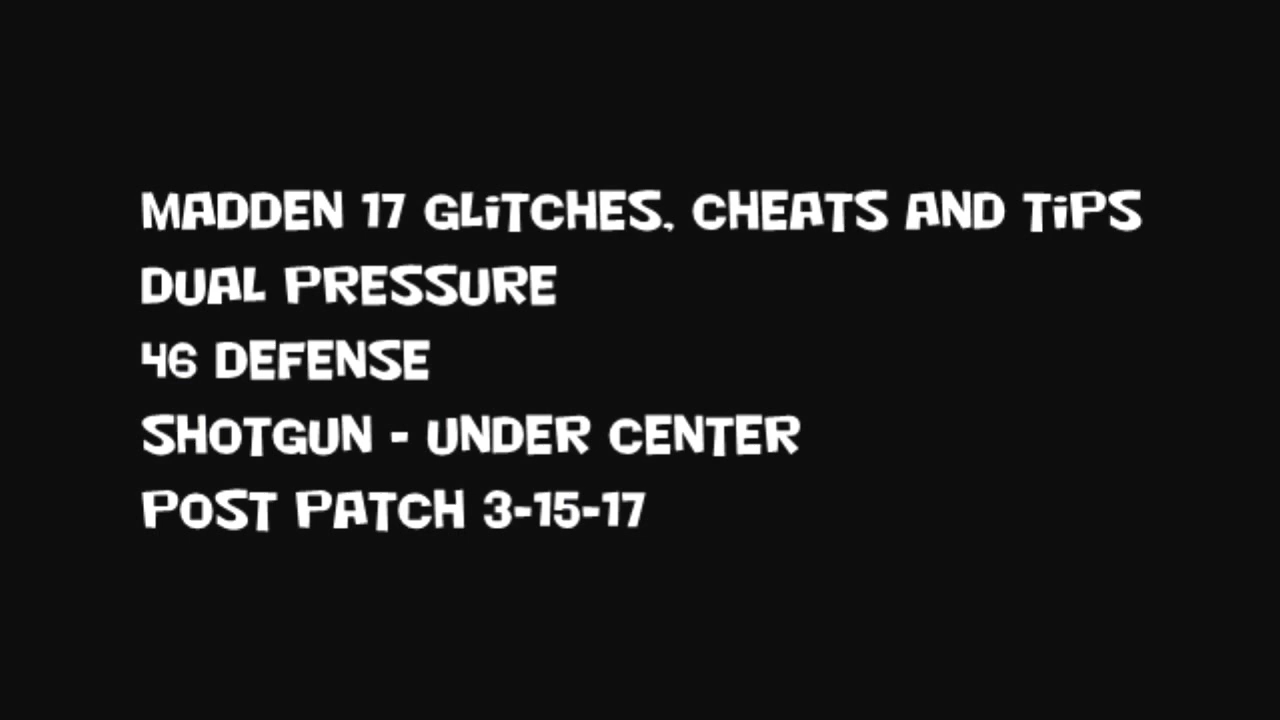 MADDEN 17 GLiTCHES, CHEATS AND TiPS
DUAL PRESSURE
46 DEFENSE
SHOTGUN - UNDER CENTER
POST PATCH 3-15-17